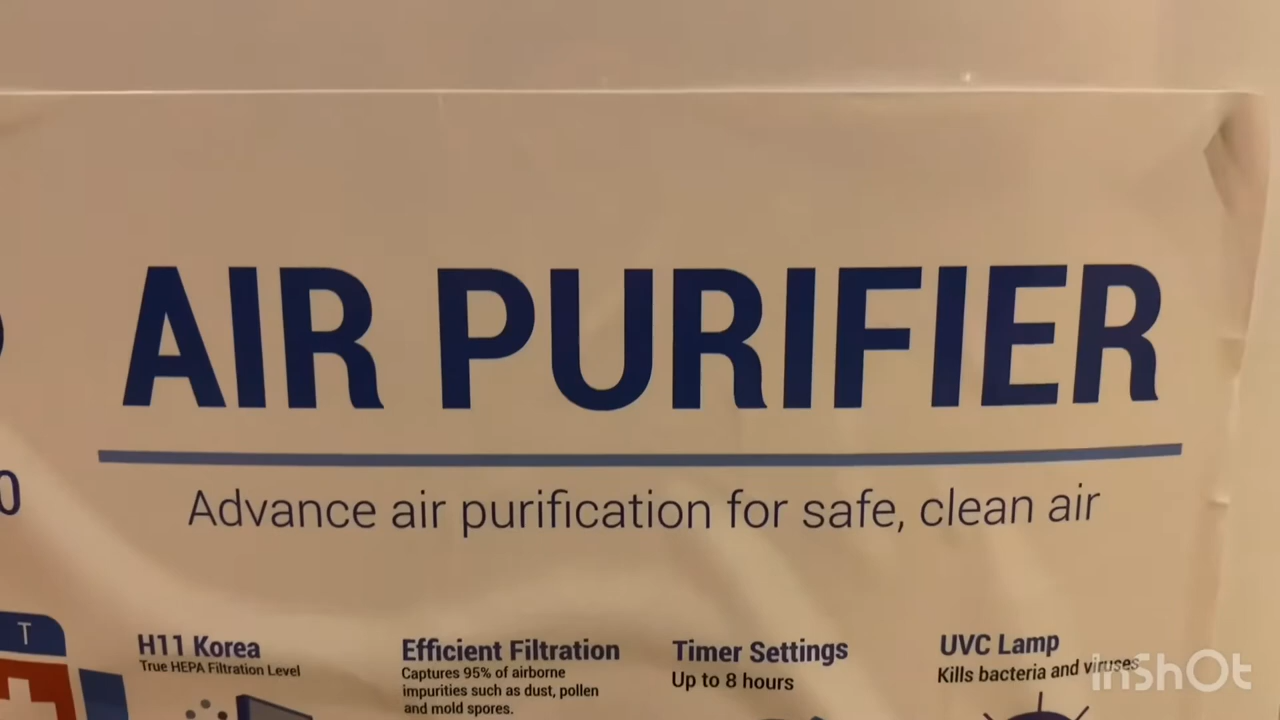 AIR PURIFIER
Advance air purification for safe, clean air
0
T
H11 Korea
True HEPA Filtration Level
Efficient Filtration
Captures 95% of airborne
impurities such as dust, pollen
and mold spores.
Timer Settings
Up to 8 hours
UVC Lamp
Kills bacteria and viruses
InShOt